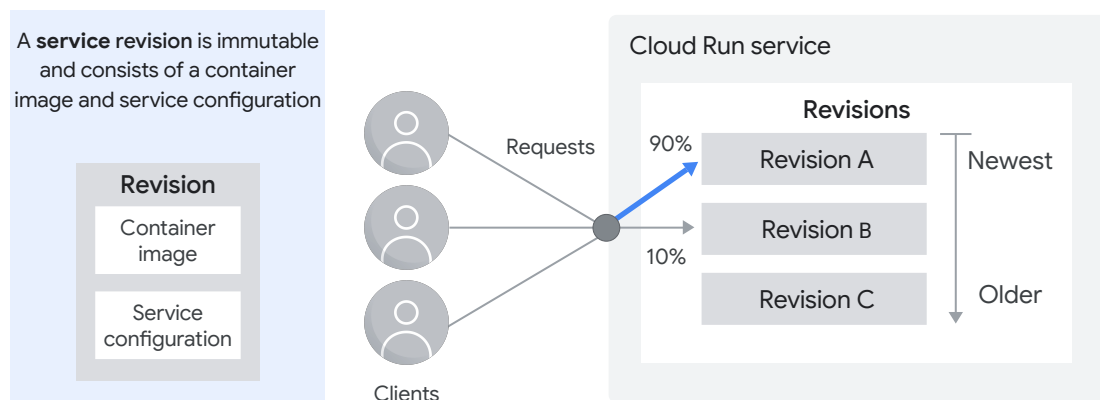 A service revision is immutable
and consists of a container
image and service configuration
Revision
Container
image
Service
configuration
Clients
Requests
Cloud Run service
Revisions
90%
10%
Revision A
Revision B
Revision C
Newest
Older